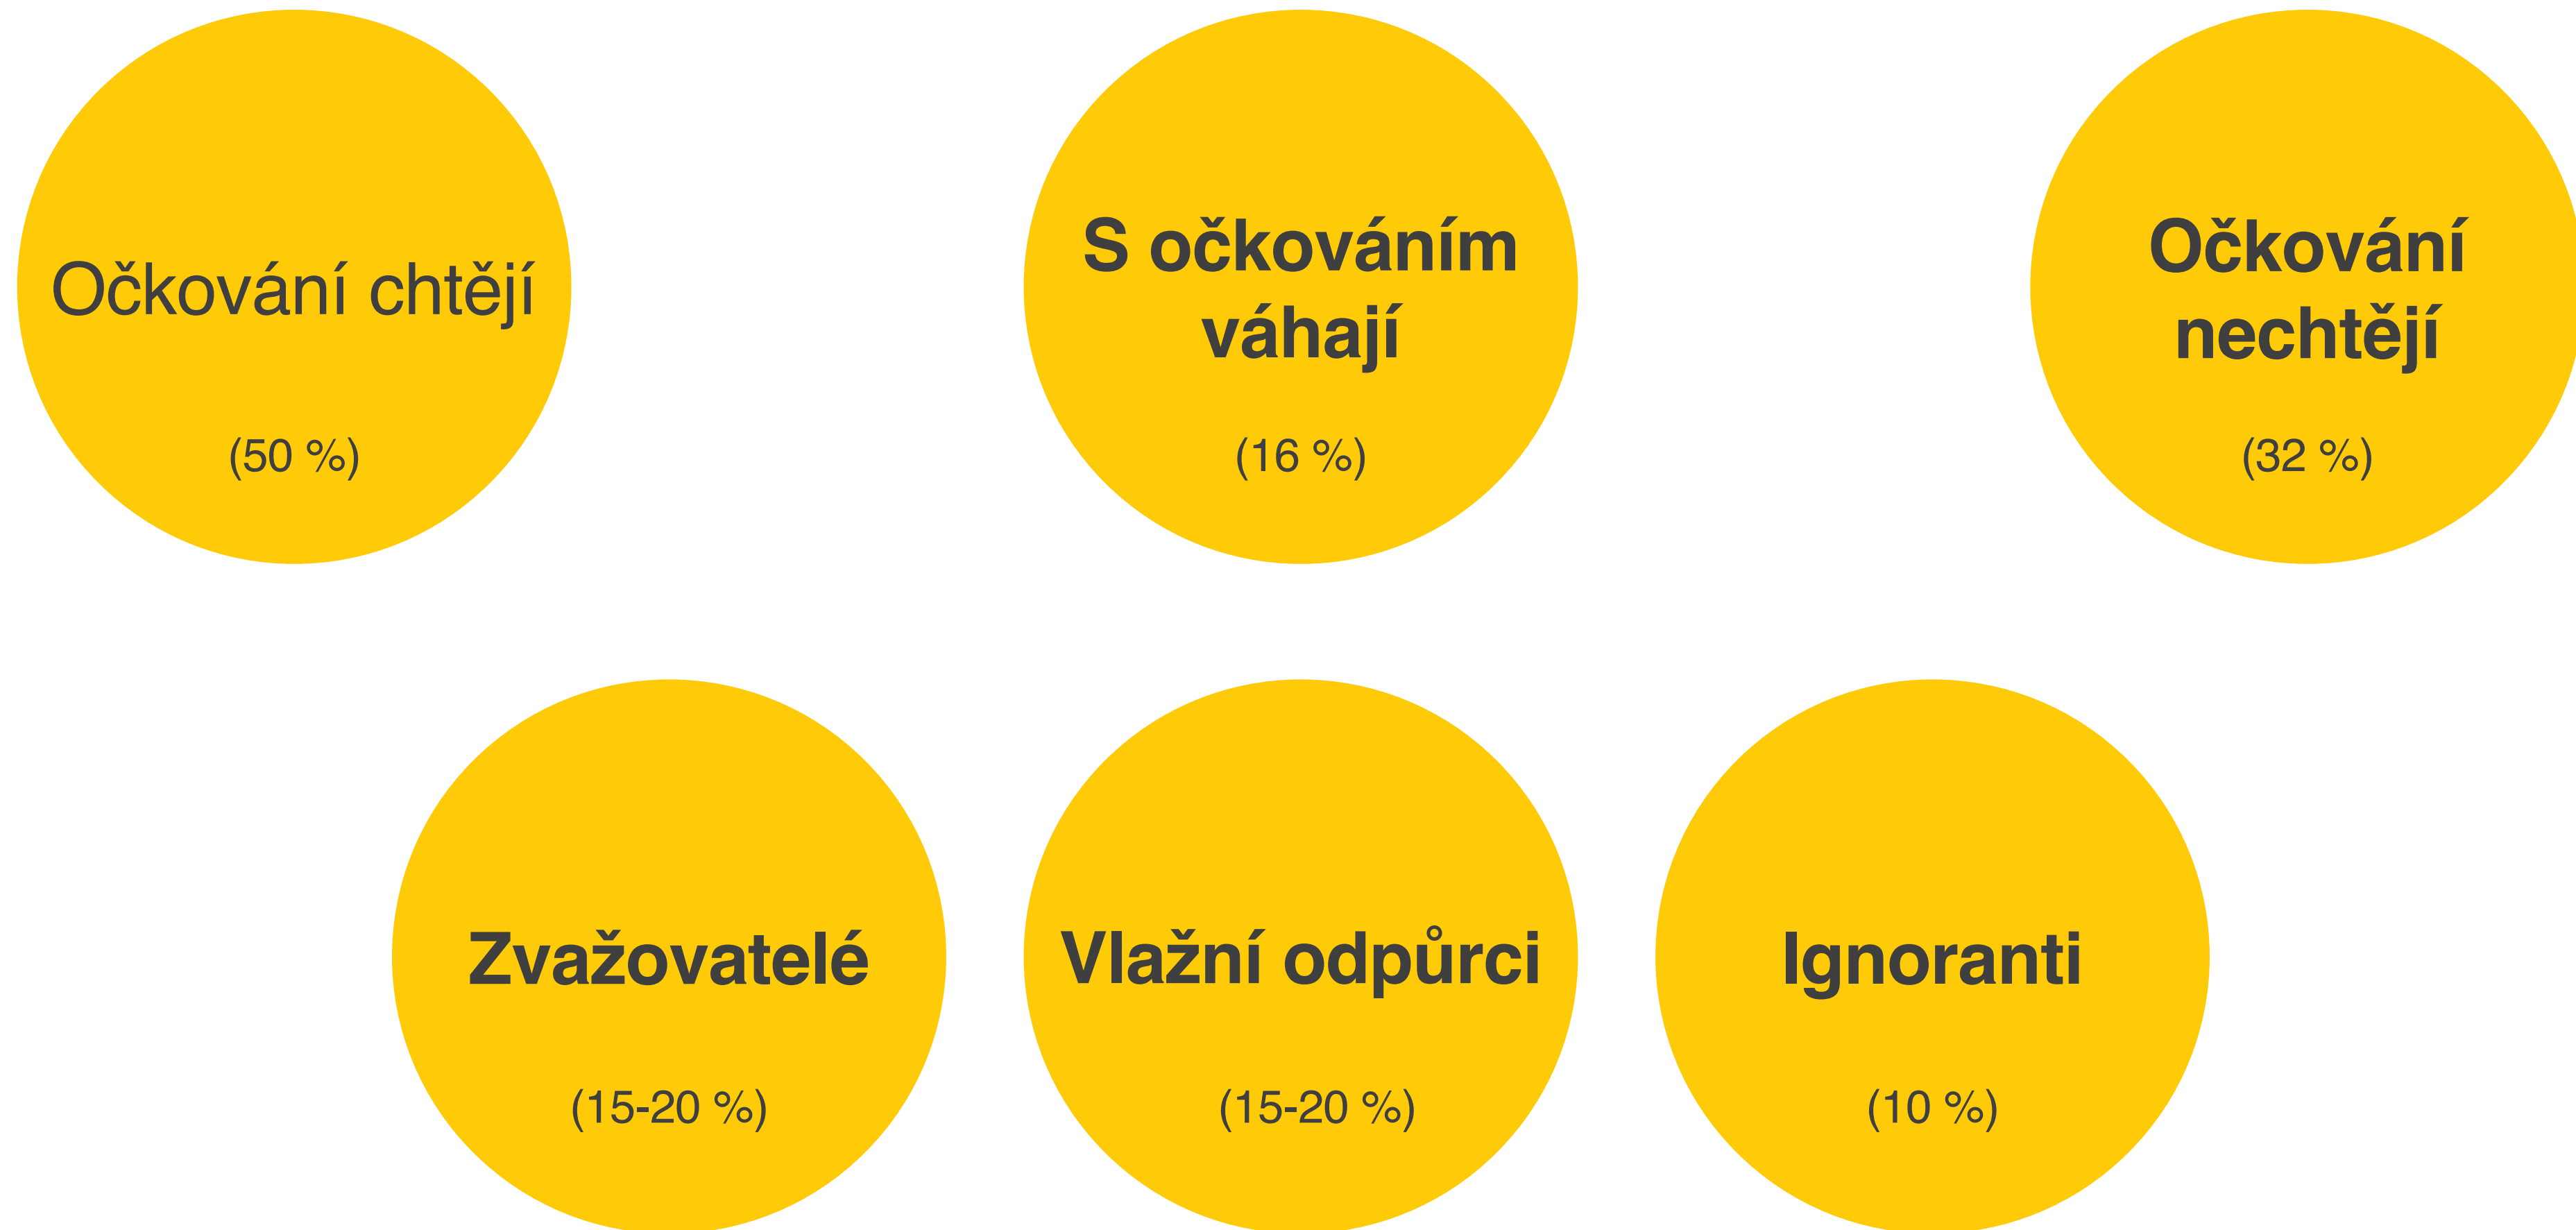 Očkování chtějí
(50 %)
S očkováním
váhají
(16 %)
Očkování
nechtějí
(32 %)
Zvažovatelé
(15-20 %)
Vlažní odpůrci
(15-20 %)
Ignoranti
(10 %)